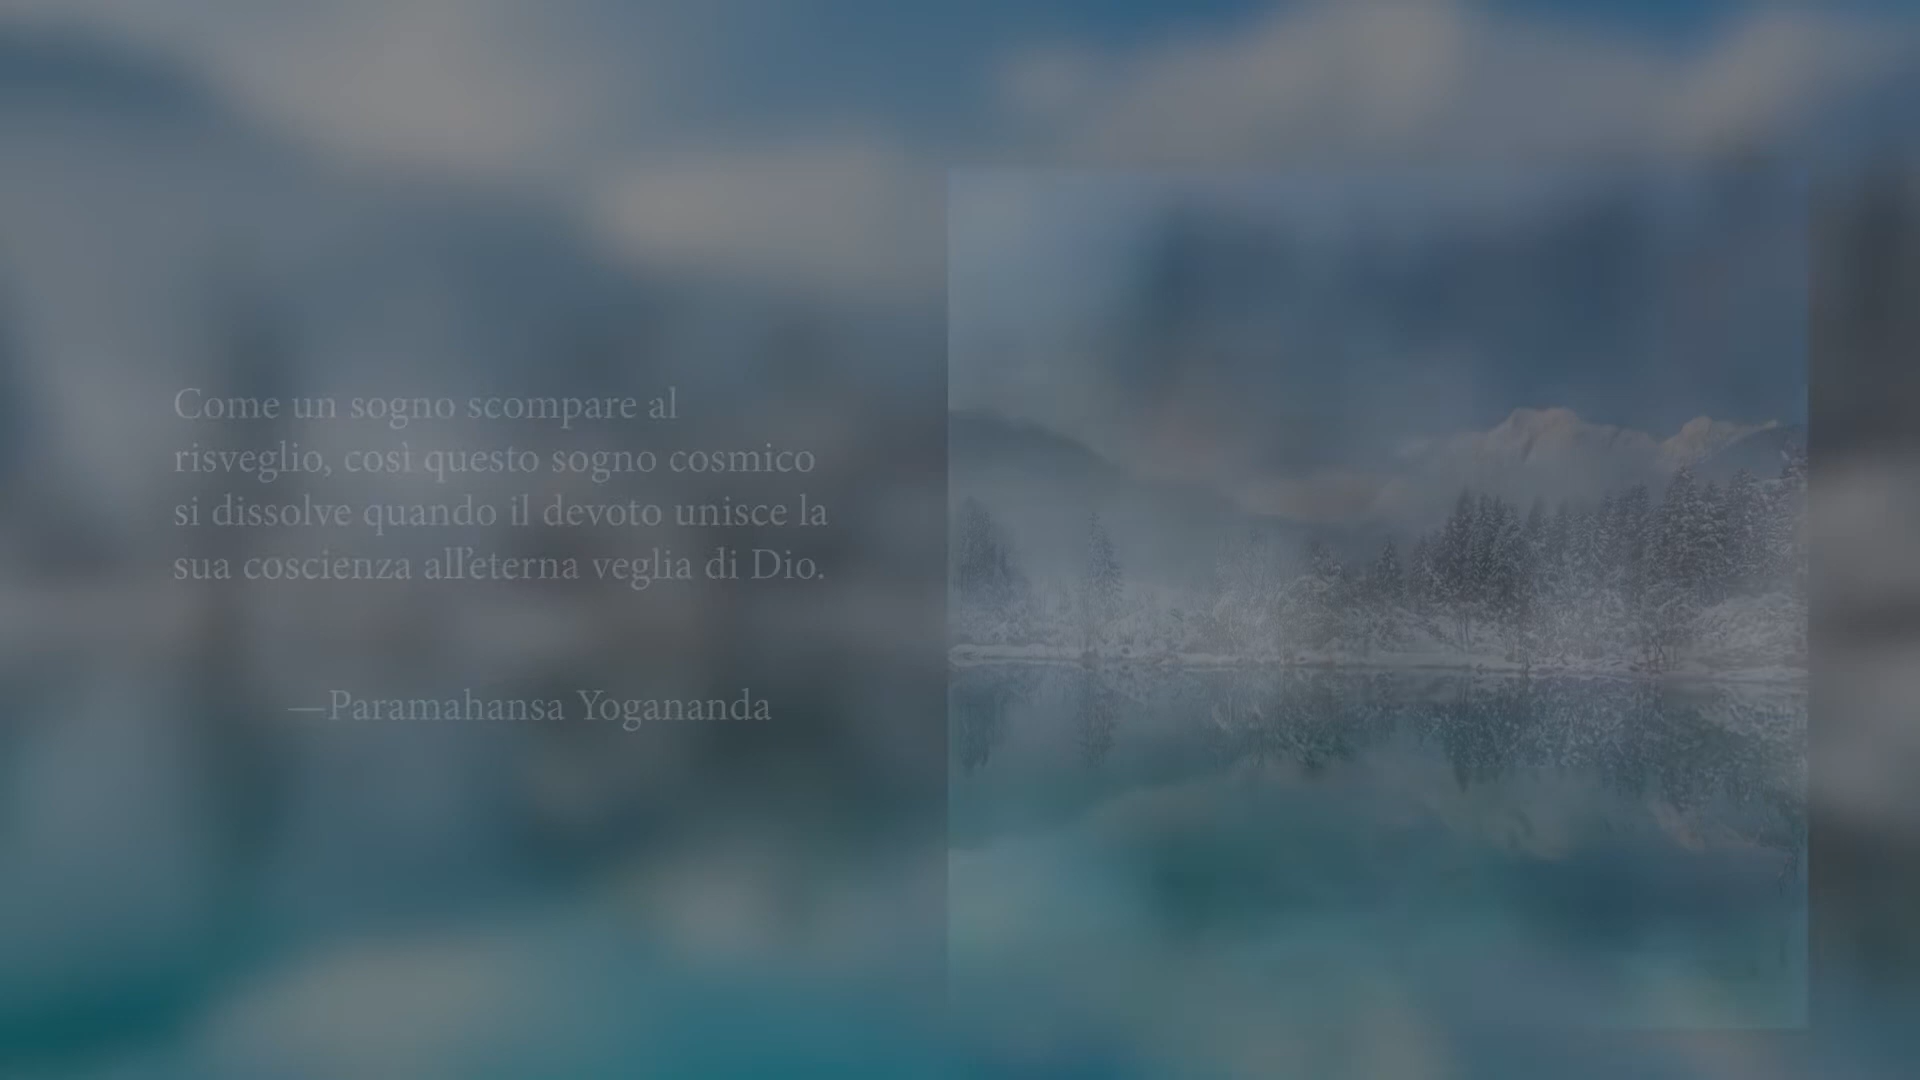 Come un sogno scompare al
risveglio, così questo sogno cosmico
si dissolve quando il devoto unisce la
sua coscienza all’eterna veglia di Dio.
—Paramahansa Yogananda